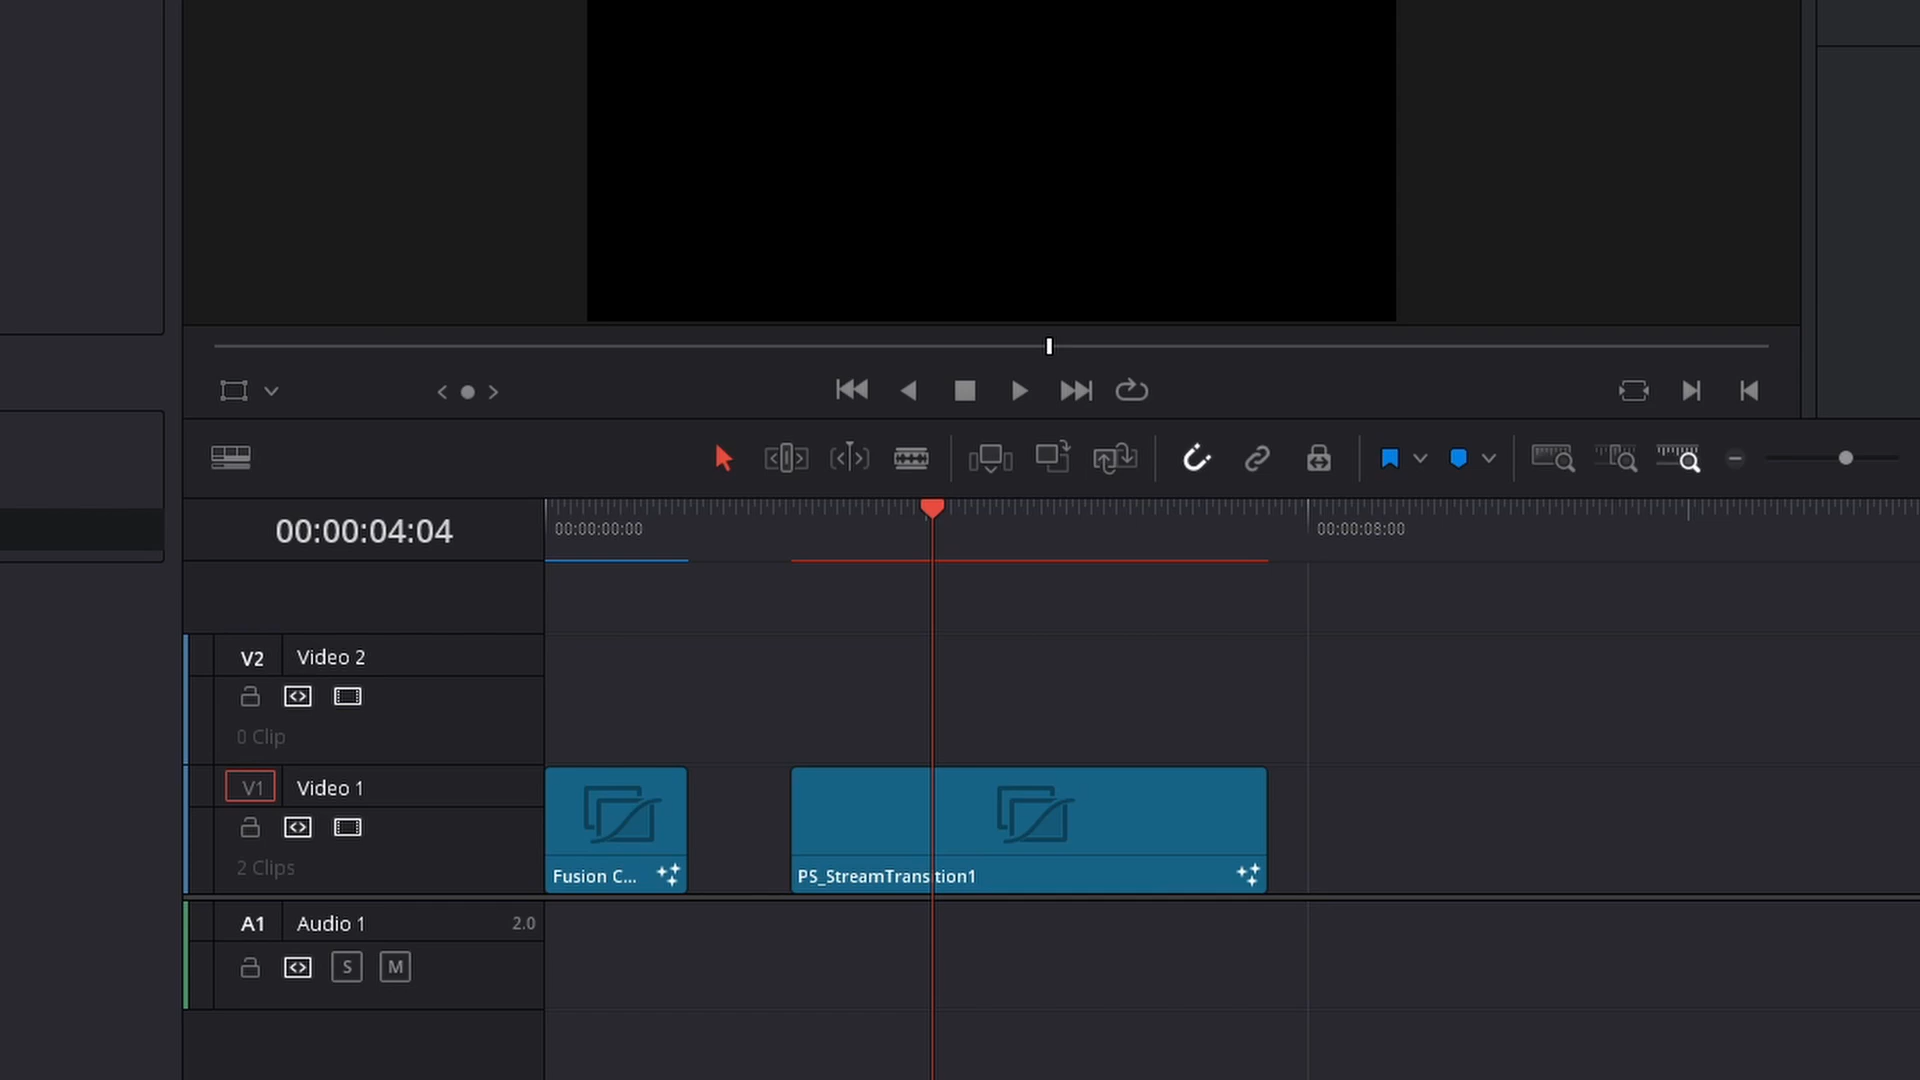 00:00:04:04
00:00:00:00
00:00:08:00
V2 Video 2
0 Clip
V1 Video 1
2 Clips
Fusion C...
PS_StreamTransition1
A1 Audio 1 2.0
S M